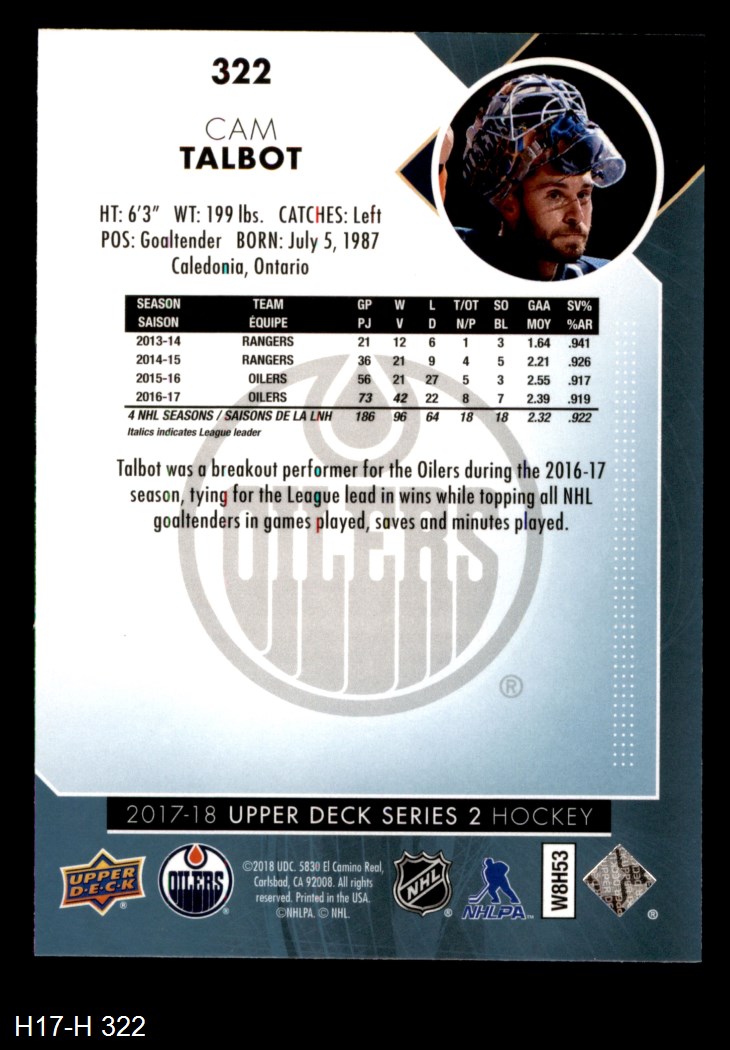 322
CAM
TALBOT
HT: 6'3" WT: 199 lbs. CATCHES: Left
POS: Goaltender BORN: July 5, 1987
Caledonia, Ontario
SEASON TEAM GP W L T/OT SO GAA SV%
SAISON ÉQUIPE PJ V D N/P BL MOY %AR
2013-14 RANGERS 21 12 6 1 3 1.64 .941
2014-15 RANGERS 36 21 9 4 5 2.21 .926
2015-16 OILERS 56 21 27 5 3 2.55 .917
2016-17 OILERS 73 42 22 8 7 2.39 .919
4 NHL SEASONS / SAISONS DE LA LNH 186 96 64 18 18 2.32 .922
Italics indicates League leader
Talbot was a breakout performer for the Oilers during the 2016-17
season, tying for the League lead in wins while topping all NHL
goaltenders in games played, saves and minutes played.
OILERS
®
2017-18 UPPER DECK SERIES 2 HOCKEY
UPPER
D·E·C·K
®
OILERS
®
©2018 UDC. 5830 El Camino Real,
Carlsbad, CA 92008. All rights
reserved. Printed in the USA.
©NHLPA. © NHL.
NHL
®
NHLPA™
W8H53
®
H17-H 322